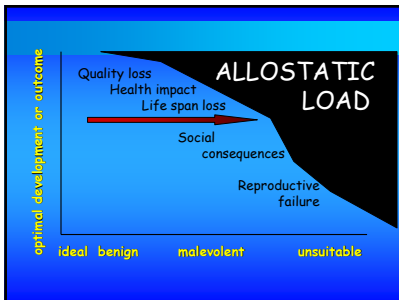 ALLOSTATIC
LOAD
Quality loss
Health impact
Life span loss
Social
consequences
Reproductive
failure
optimal development or outcome
ideal benign malevolent unsuitable